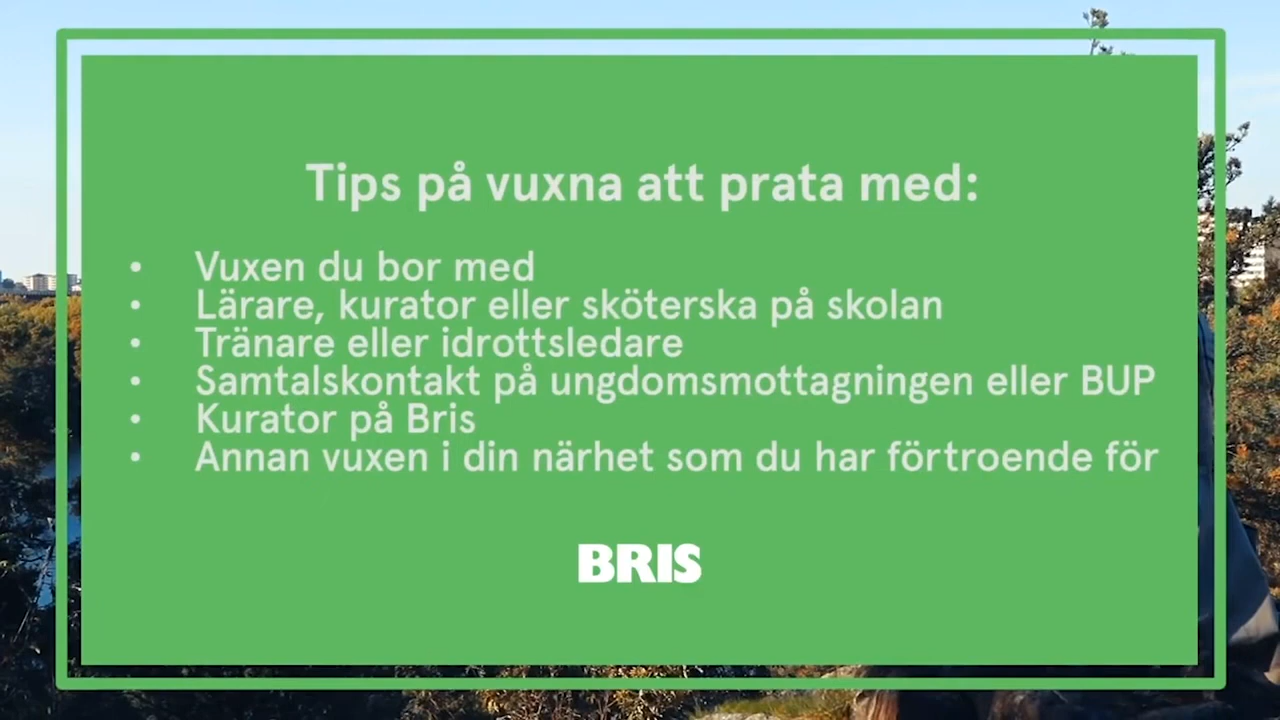 Tips på vuxna att prata med:
• Vuxen du bor med
• Lärare, kurator eller sköterska på skolan
• Tränare eller idrottsledare
• Samtalskontakt på ungdomsmottagningen eller BUP
• Kurator på Bris
• Annan vuxen i din närhet som du har förtroende för
BRIS